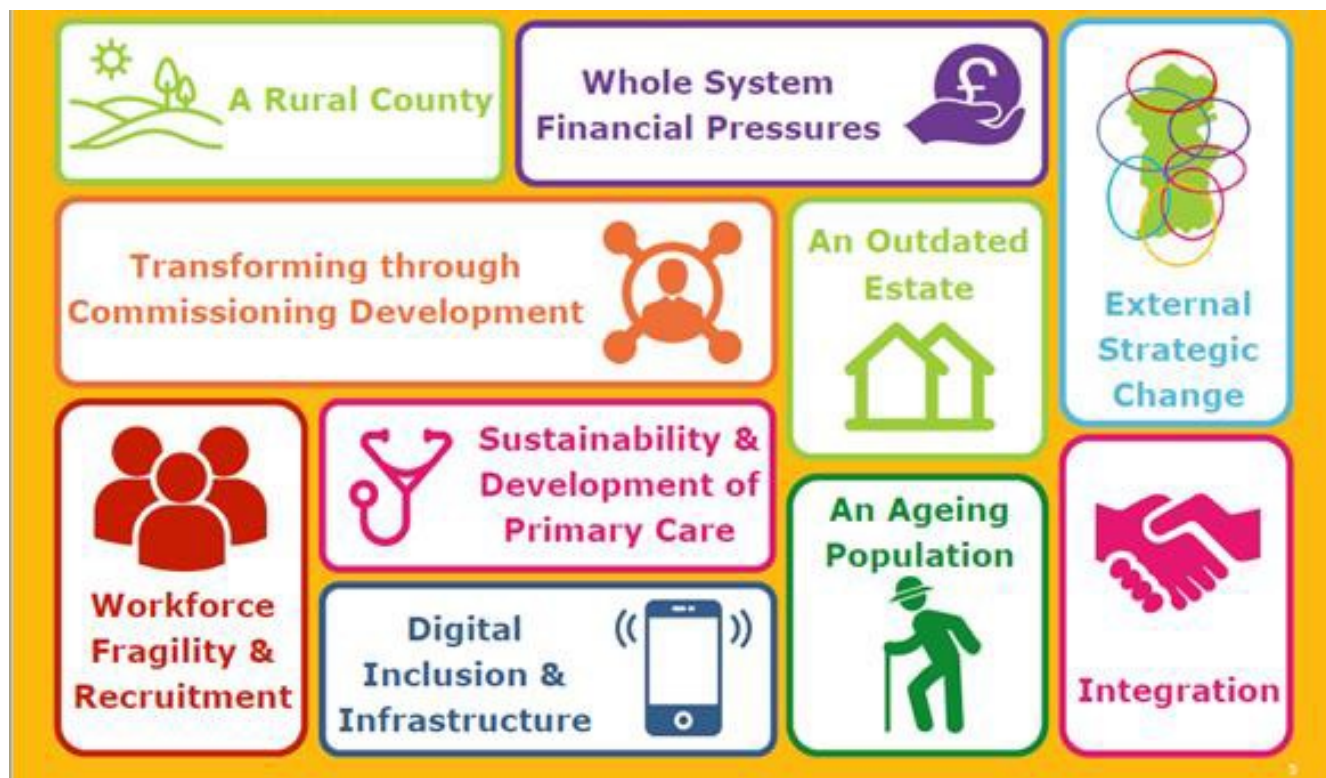 A Rural County
Whole System
Financial Pressures
£
External
Strategic
Change
Transforming through
Commissioning Development
An Outdated
Estate
Workforce
Fragility &
Recruitment
Sustainability &
Development of
Primary Care
Digital
Inclusion &
Infrastructure
An Ageing
Population
Integration
3